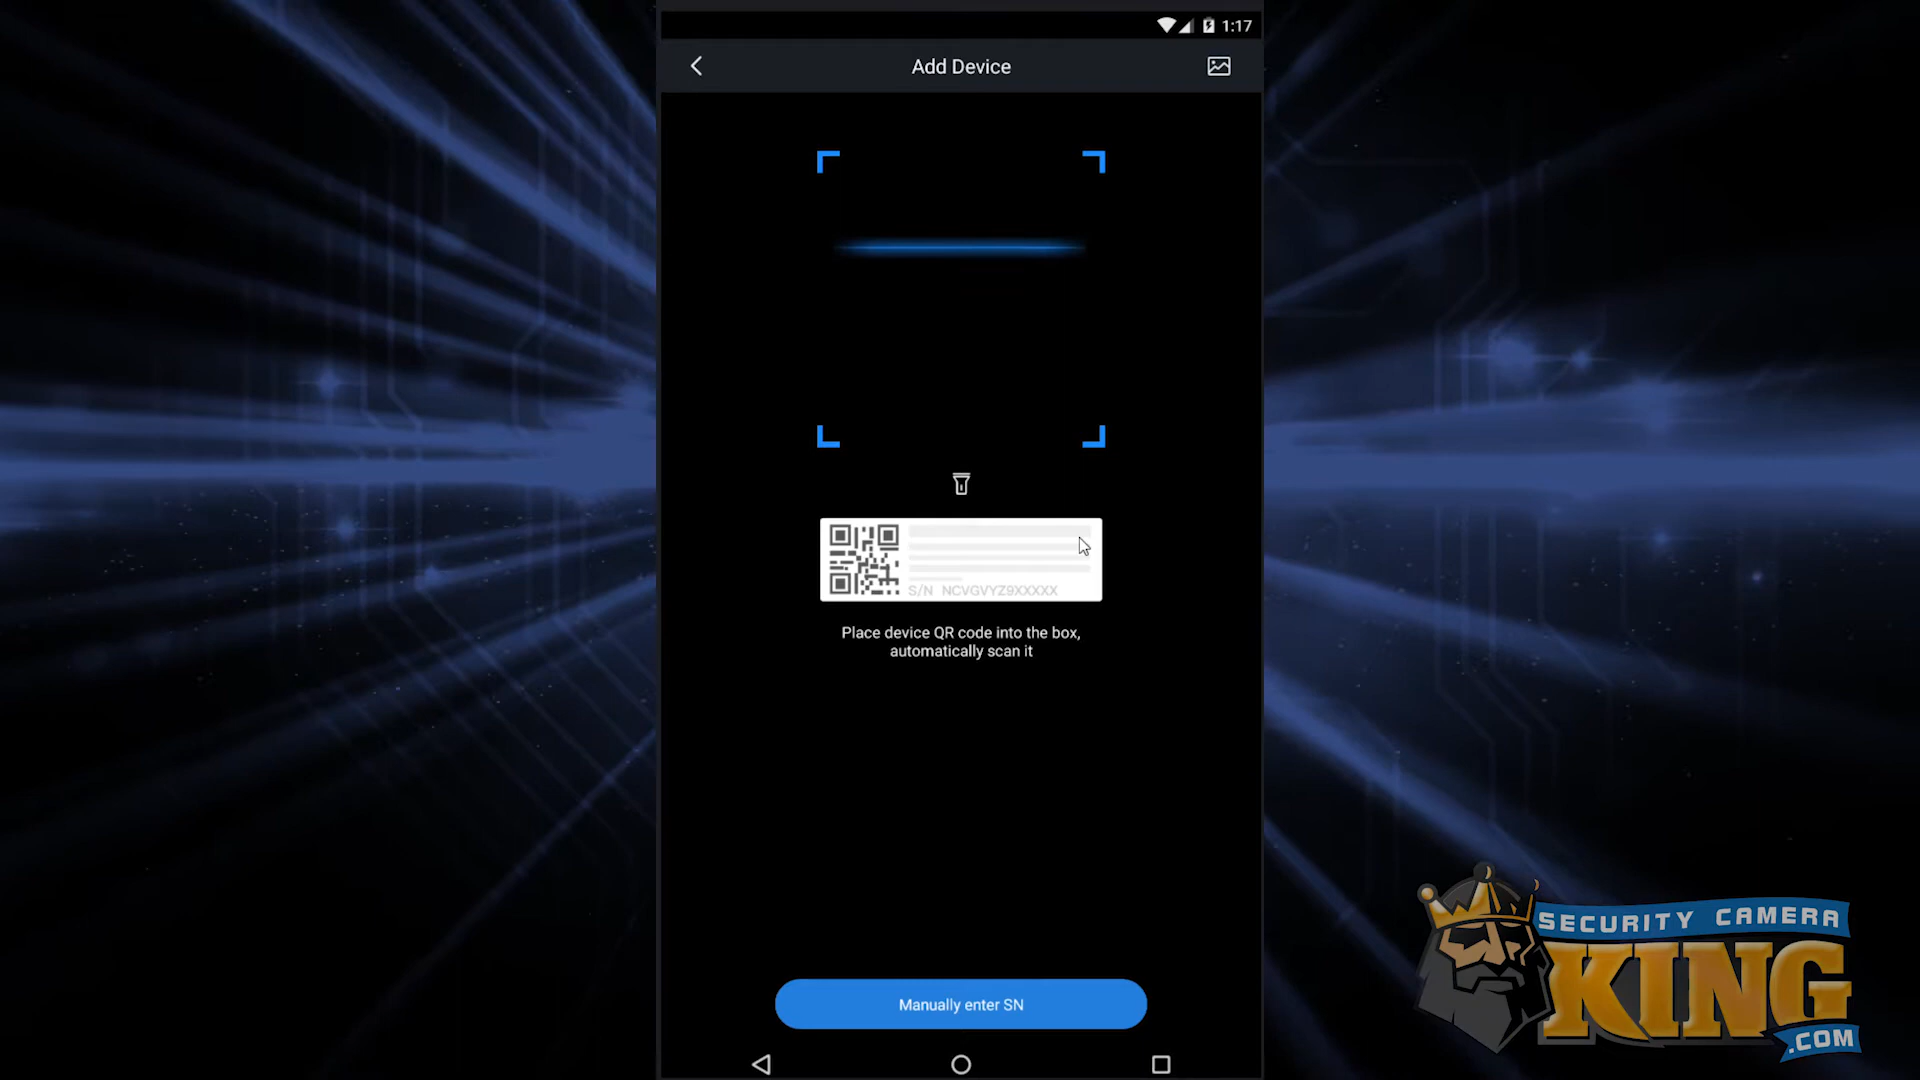 1:17
Add Device
S/N NCVGVYZ9XXXXX
Place device QR code into the box,
automatically scan it
Manually enter SN
SECURITY CAMERA
KING
.COM